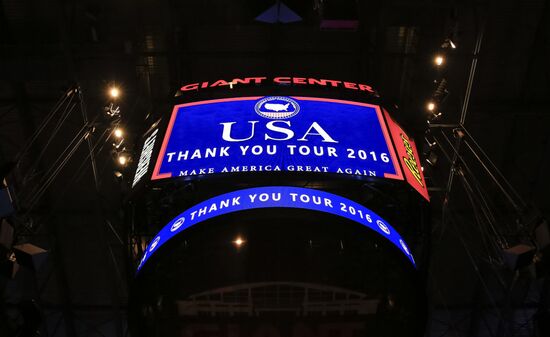 GIANT CENTER
USA
THANK YOU TOUR 2016
MAKE AMERICA GREAT AGAIN
THANK YOU TOUR 2016